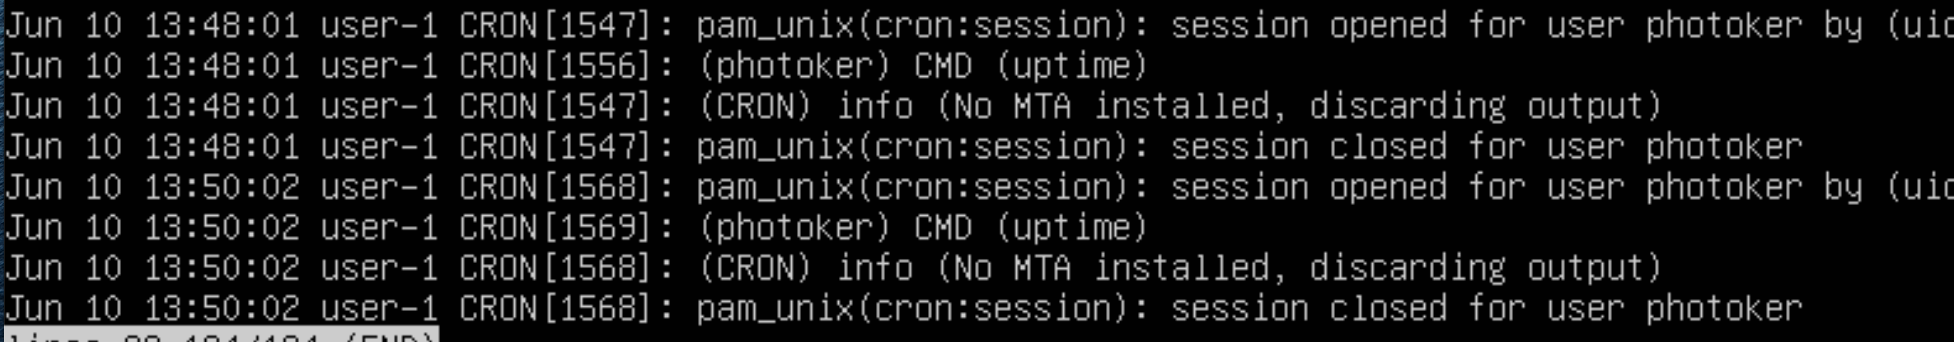 Jun 10 13:48:01 user-1 CRON[1547]: pam_unix(cron:session): session opened for user photoker by (uid
Jun 10 13:48:01 user-1 CRON[1556]: (photoker) CMD (uptime)
Jun 10 13:48:01 user-1 CRON[1547]: (CRON) info (No MTA installed, discarding output)
Jun 10 13:48:01 user-1 CRON[1547]: pam_unix(cron:session): session closed for user photoker
Jun 10 13:50:02 user-1 CRON[1568]: pam_unix(cron:session): session opened for user photoker by (uid
Jun 10 13:50:02 user-1 CRON[1569]: (photoker) CMD (uptime)
Jun 10 13:50:02 user-1 CRON[1568]: (CRON) info (No MTA installed, discarding output)
Jun 10 13:50:02 user-1 CRON[1568]: pam_unix(cron:session): session closed for user photoker
lines (END)